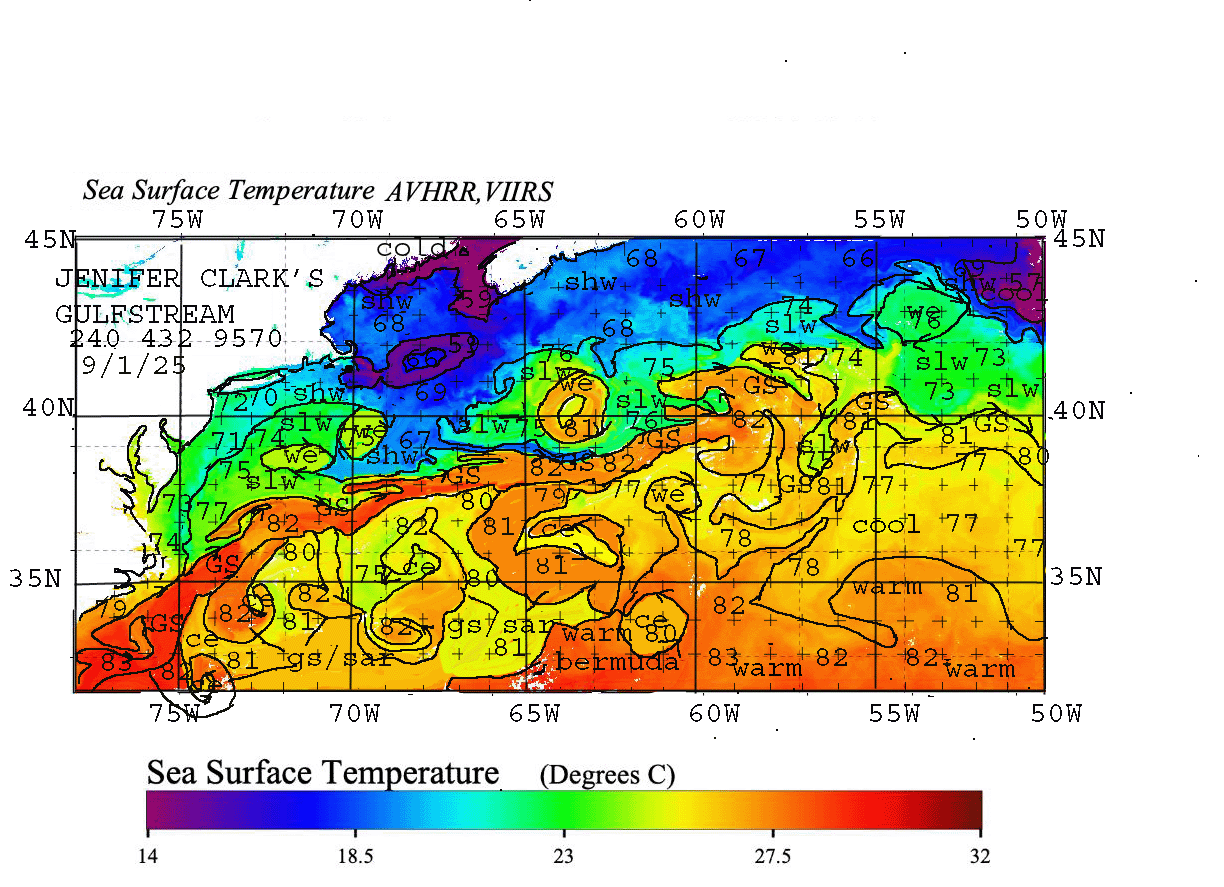 Sea Surface Temperature AVHRR,VIIRS
75W 70W 65W 60W 55W 50W
45N cold 68 67 66 45N
JENIFER CLARK'S shw shw 57
shw 59 shw cool
GULFSTREAM 68 68 74 we 76
240 432 9570 59 slw
9/1/25 66 76 75 we 81 74 slw 73
72 70 shw 69 slw we slw GS 73 slw
40N GS 40N
71 74 slw we 75 67 slw 75 81 76 82 81 81 GS
we shw GS slw
75 slw GS 82 GS 82 77 80
73 77 GS 80 79 77 we 77 GS 81 77
82 82 81 ce cool 77
74 80 78 77
GS 75 ce 80 81 78
35N 35N
79 82 ce 82 warm 81
GS 82 81 82 gs/sar ce 82
ce warm 80
83 81 gs/sar 81 bermuda 83 warm 82 82 warm
82
75W 70W 65W 60W 55W 50W
Sea Surface Temperature (Degrees C)
14 18.5 23 27.5 32